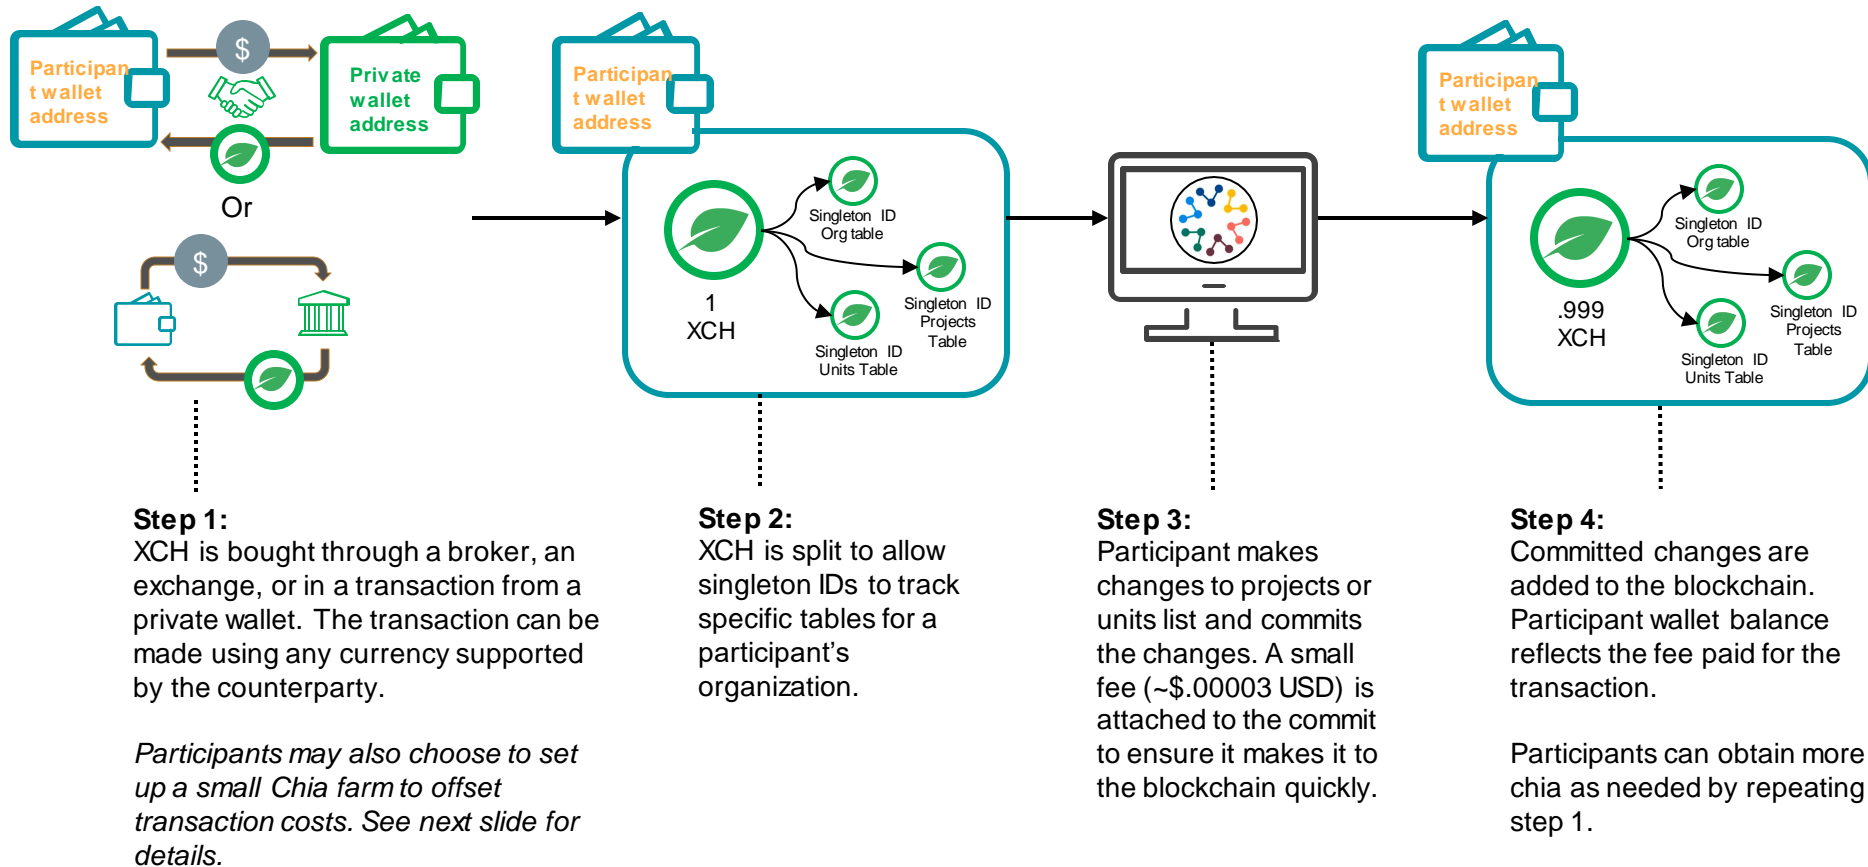 $
Participan
t wallet
address
Private
wallet
address
Or
$
Participan
t wallet
address
1
XCH
Singleton ID
Org table
Singleton ID
Projects
Table
Singleton ID
Units Table
Participan
t wallet
address
.999
XCH
Singleton ID
Org table
Singleton ID
Projects
Table
Singleton ID
Units Table
Step 1:
XCH is bought through a broker, an
exchange, or in a transaction from a
private wallet. The transaction can be
made using any currency supported
by the counterparty.
Participants may also choose to set
up a small Chia farm to offset
transaction costs. See next slide for
details.
Step 2:
XCH is split to allow
singleton IDs to track
specific tables for a
participant's
organization.
Step 3:
Participant makes
changes to projects or
units list and commits
the changes. A small
fee (~$.00003 USD) is
attached to the commit
to ensure it makes it to
the blockchain quickly.
Step 4:
Committed changes are
added to the blockchain.
Participant wallet balance
reflects the fee paid for the
transaction.
Participants can obtain more
chia as needed by repeating
step 1.